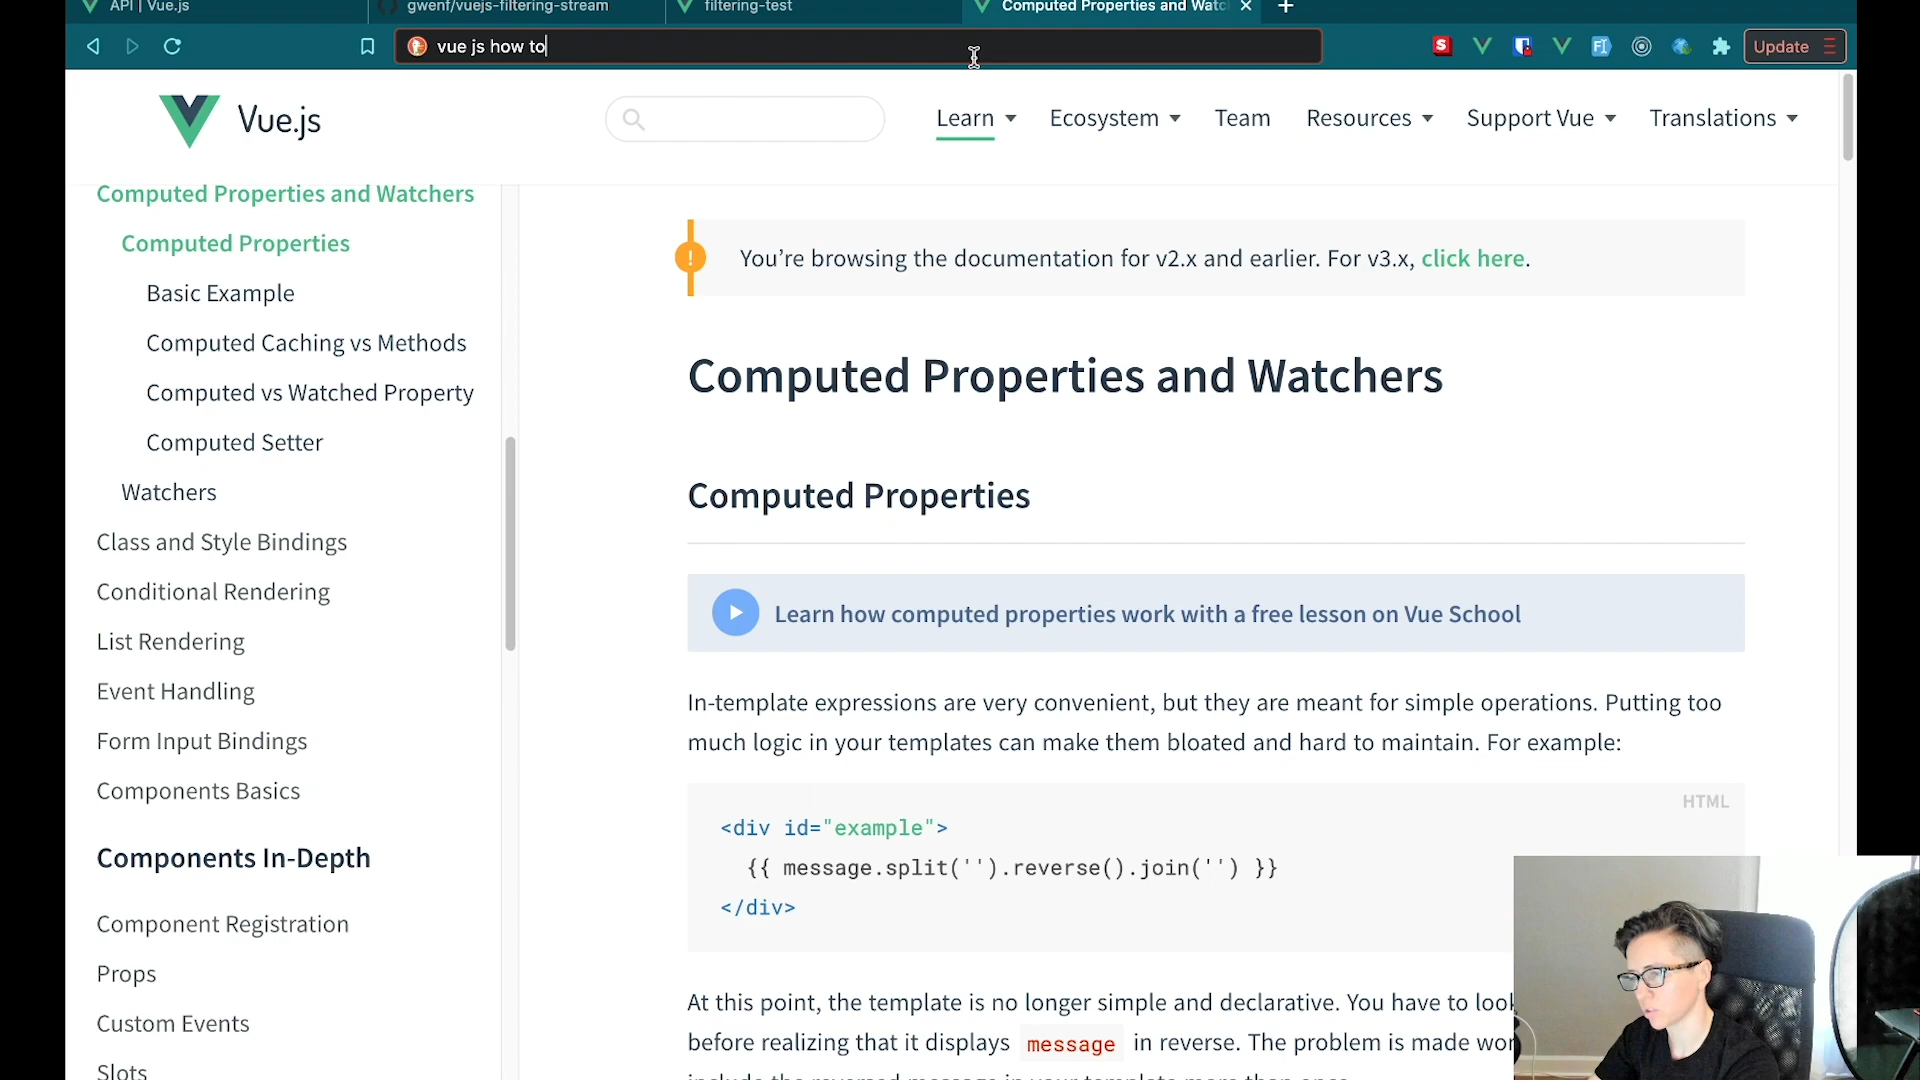 API | Vue.js
gwenf/vuejs-filtering-stream
filtering-test
Computed Properties and Watc
vue js how to
Update
Vue.js
Learn
Ecosystem
Team
Resources
Support Vue
Translations
Computed Properties and Watchers
Computed Properties
Basic Example
Computed Caching vs Methods
Computed vs Watched Property
Computed Setter
Watchers
Class and Style Bindings
Conditional Rendering
List Rendering
Event Handling
Form Input Bindings
Components Basics
Components In-Depth
Component Registration
Props
Custom Events
Slots
You’re browsing the documentation for v2.x and earlier. For v3.x, click here.
Computed Properties and Watchers
Computed Properties
Learn how computed properties work with a free lesson on Vue School
In-template expressions are very convenient, but they are meant for simple operations. Putting too
much logic in your templates can make them bloated and hard to maintain. For example:
HTML
<div id="example">
{{ message.split('').reverse().join('') }}
</div>
At this point, the template is no longer simple and declarative. You have to look
before realizing that it displays message in reverse. The problem is made wor